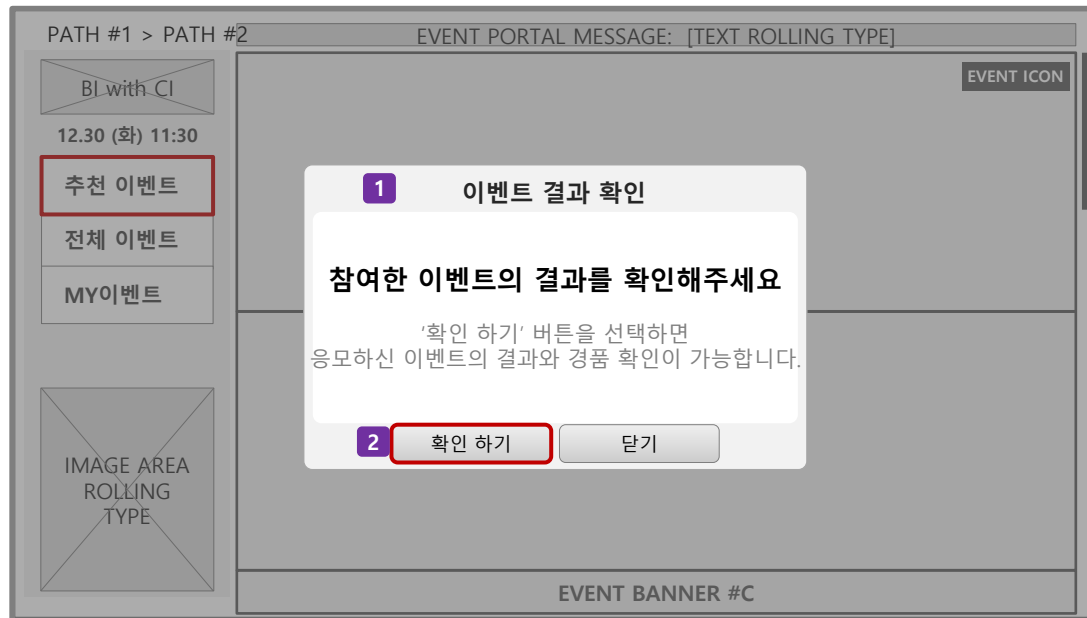 PATH #1 > PATH #2
EVENT PORTAL MESSAGE: [TEXT ROLLING TYPE]
BI with CI
EVENT ICON
12.30 (화) 11:30
추천 이벤트
전체 이벤트
MY이벤트
IMAGE AREA
ROLLING
TYPE
1
이벤트 결과 확인
참여한 이벤트의 결과를 확인해주세요
‘확인 하기’ 버튼을 선택하면
응모하신 이벤트의 결과와 경품 확인이 가능합니다.
2
확인 하기
닫기
EVENT BANNER #C